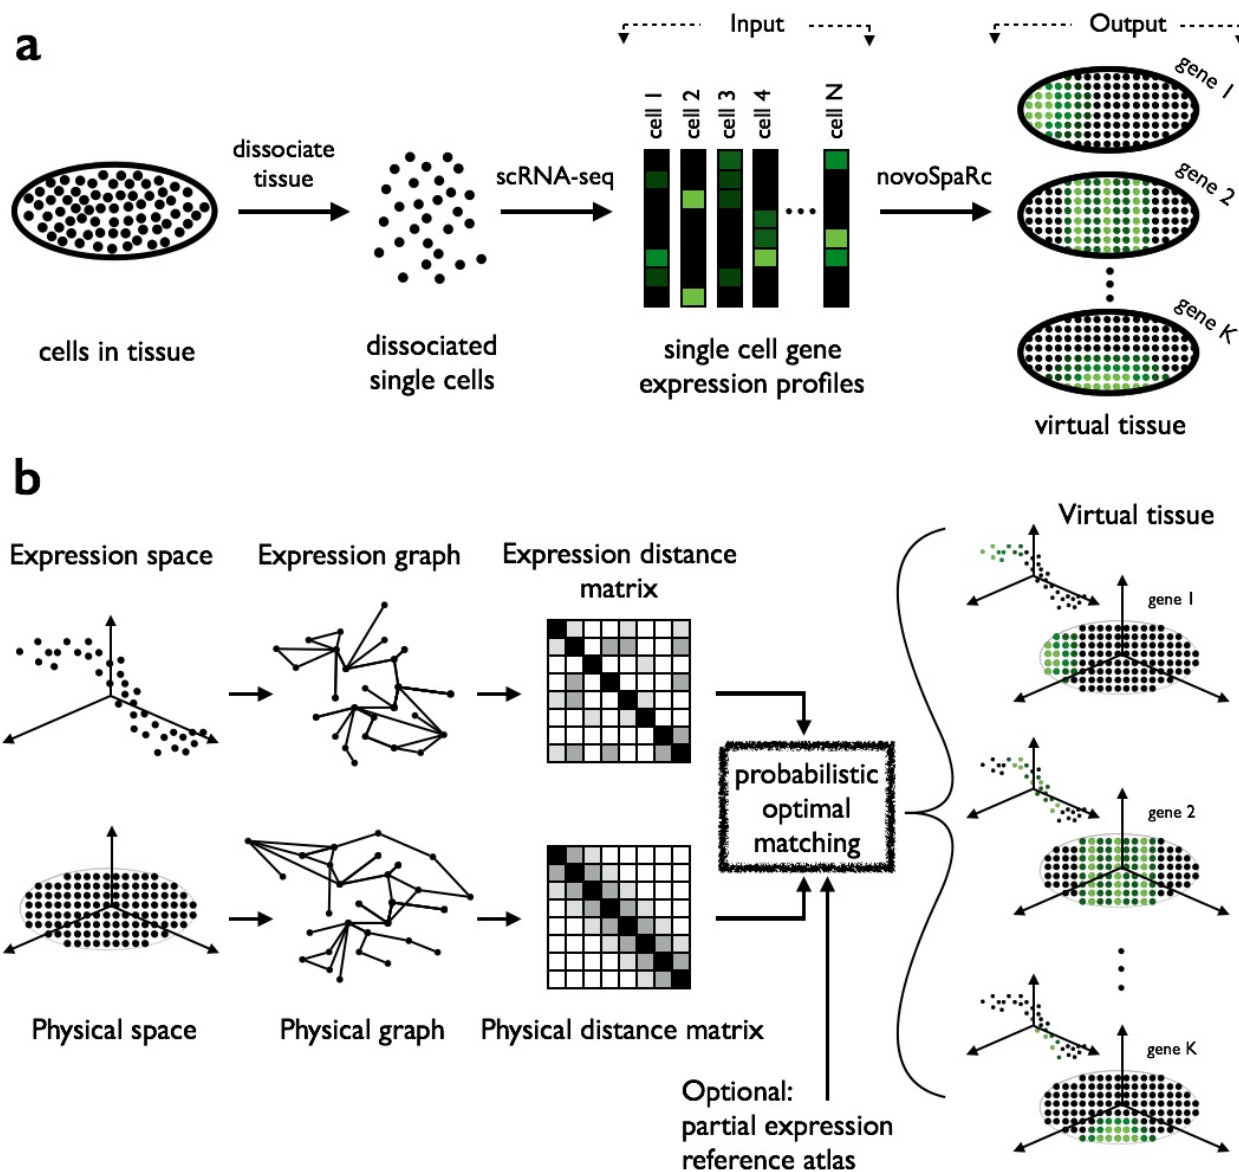 a
Input
Output
cell 1
cell 2
cell 3
cell 4
cell N
gene 1
dissociate
tissue
scRNA-seq
novoSpaRc
gene 2
gene K
cells in tissue
dissociated
single cells
single cell gene
expression profiles
virtual tissue
b
Virtual tissue
Expression space
Expression graph
Expression distance
matrix
gene 1
probabilistic
optimal
matching
gene 2
Physical space
Physical graph
Physical distance matrix
gene K
Optional:
partial expression
reference atlas